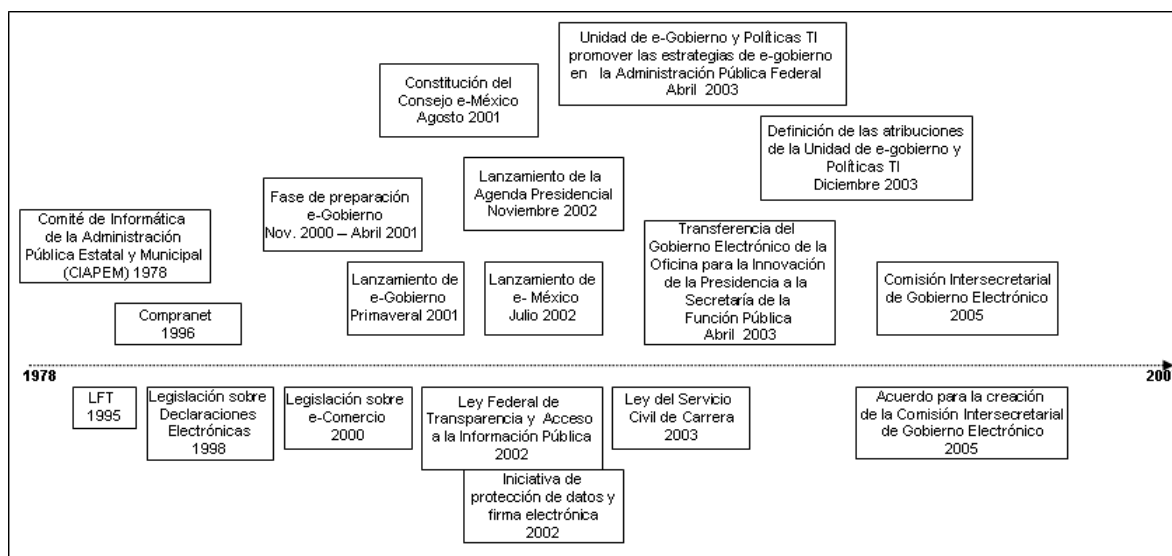 Unidad de e-Gobierno y Políticas TI
promover las estrategias de e-gobierno
en la Administración Pública Federal
Abril 2003
Constitución del
Consejo e-México
Agosto 2001
Definición de las atribuciones
de la Unidad de e-gobierno y
Políticas TI
Diciembre 2003
Lanzamiento de la
Agenda Presidencial
Noviembre 2002
Fase de preparación
e-Gobierno
Nov. 2000 – Abril 2001
Comité de Informática
de la Administración
Pública Estatal y Municipal
(CIAPEM) 1978
Transferencia del
Gobierno Electrónico de la
Oficina para la Innovación
de la Presidencia a la
Secretaría de la
Función Pública
Abril 2003
Lanzamiento de
e-Gobierno
Primaveral 2001
Lanzamiento de
e- México
Julio 2002
Comisión Intersecretarial
de Gobierno Electrónico
2005
Compranet
1996
1978
200
LFT
1995
Legislación sobre
Declaraciones
Electrónicas
1998
Legislación sobre
e-Comercio
2000
Ley Federal de
Transparencia y Acceso
a la Información Pública
2002
Ley del Servicio
Civil de Carrera
2003
Acuerdo para la creación
de la Comisión Intersecretarial
de Gobierno Electrónico
2005
Iniciativa de
protección de datos y
firma electrónica
2002